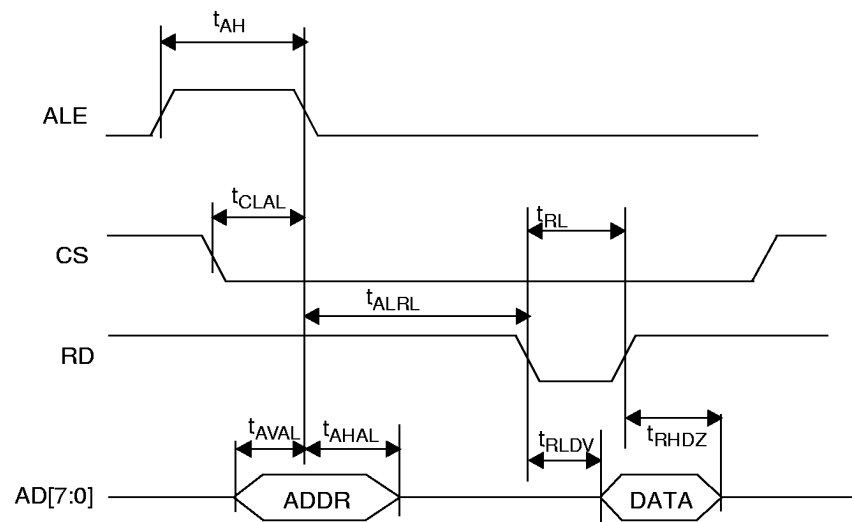 tAH
ALE
tCLAL
tRL
CS
tALRL
RD
tAVAL tAHAL tRLDV tRHDZ
AD[7:0] ADDR DATA